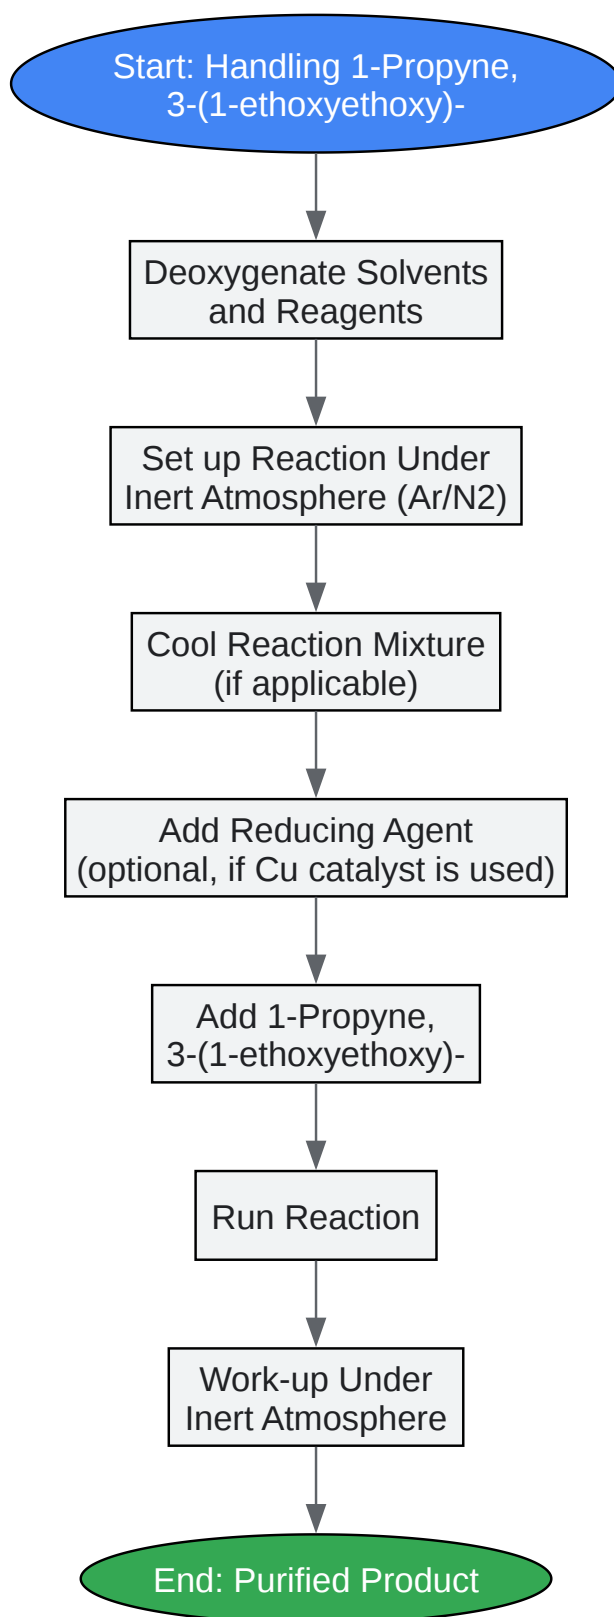 Start: Handling 1-Propyne,
3-(1-ethoxyethoxy)-
Deoxygenate Solvents
and Reagents
Set up Reaction Under
Inert Atmosphere (Ar/N2)
Cool Reaction Mixture
(if applicable)
Add Reducing Agent
(optional, if Cu catalyst is used)
Add 1-Propyne,
3-(1-ethoxyethoxy)-
Run Reaction
Work-up Under
Inert Atmosphere
End: Purified Product